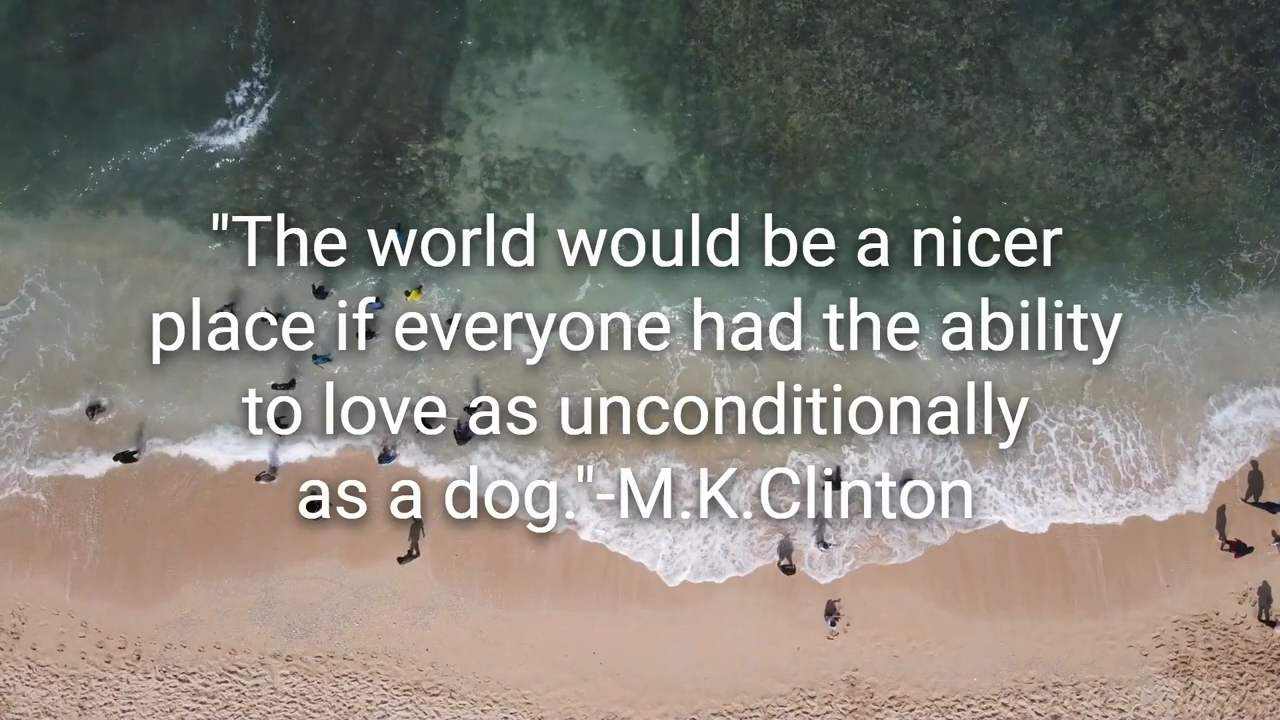 "The world would be a nicer
place if everyone had the ability
to love as unconditionally
as a dog."-M.K.Clinton